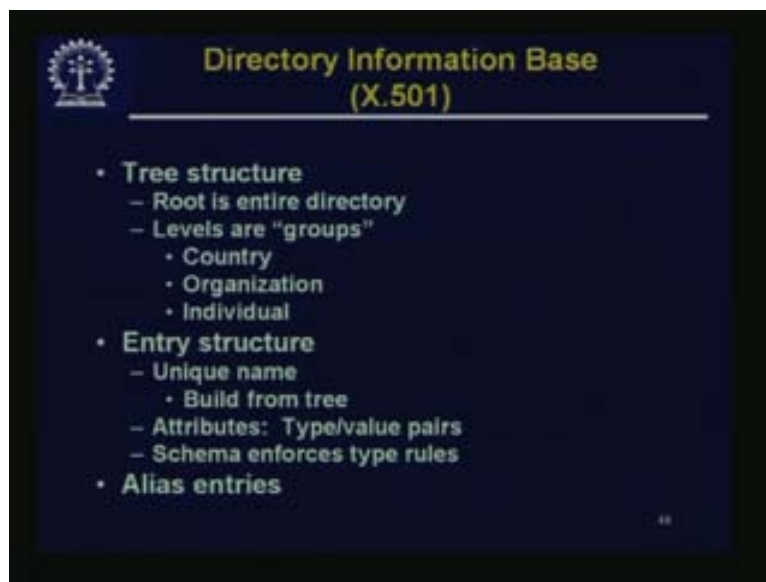 Directory Information Base
(X.501)
• Tree structure
– Root is entire directory
– Levels are “groups”
• Country
• Organization
• Individual
• Entry structure
– Unique name
• Build from tree
– Attributes: Type/value pairs
– Schema enforces type rules
• Alias entries